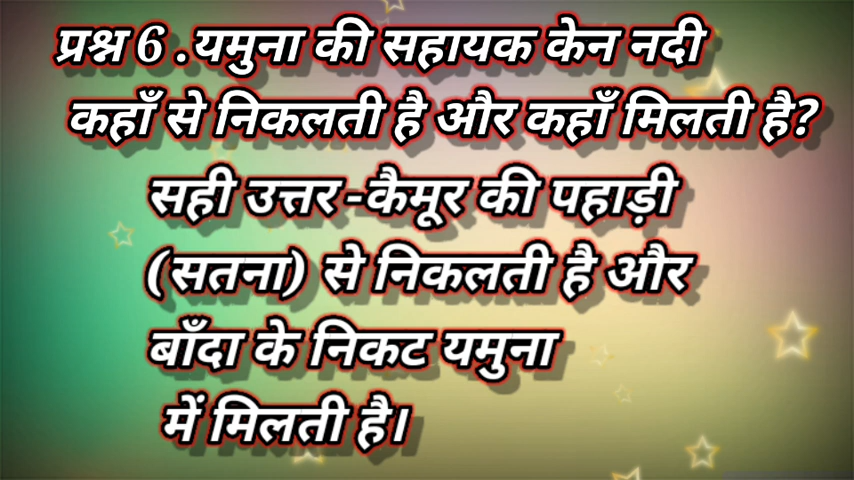 प्रश्न 6 .यमुना की सहायक केन नदी
कहाँ से निकलती है और कहाँ मिलती है?
सही उत्तर -कैमूर की पहाड़ी
(सतना) से निकलती है और
बाँदा के निकट यमुना
में मिलती है।